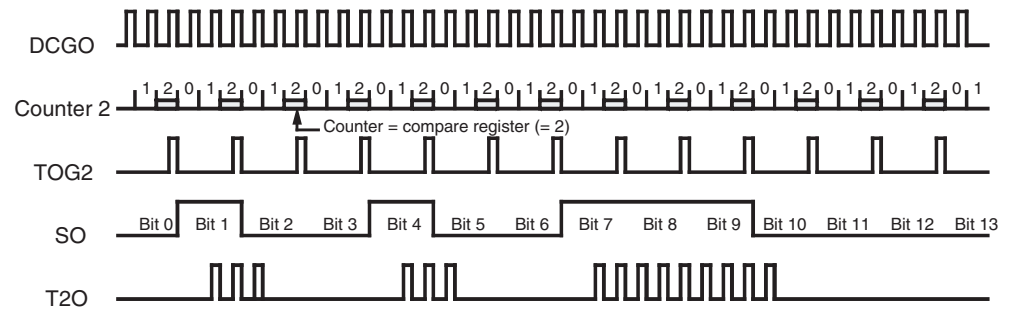 DCGO
Counter 2 1 2 0 1 2 0 1 2 0 1 2 0 1 2 0 1 2 0 1 2 0 1 2 0 1 2 0 1 2 0 1 2 0 1 2 0 1 2 0 1
Counter = compare register (= 2)
TOG2
SO Bit 0 Bit 1 Bit 2 Bit 3 Bit 4 Bit 5 Bit 6 Bit 7 Bit 8 Bit 9 Bit 10 Bit 11 Bit 12 Bit 13
T2O